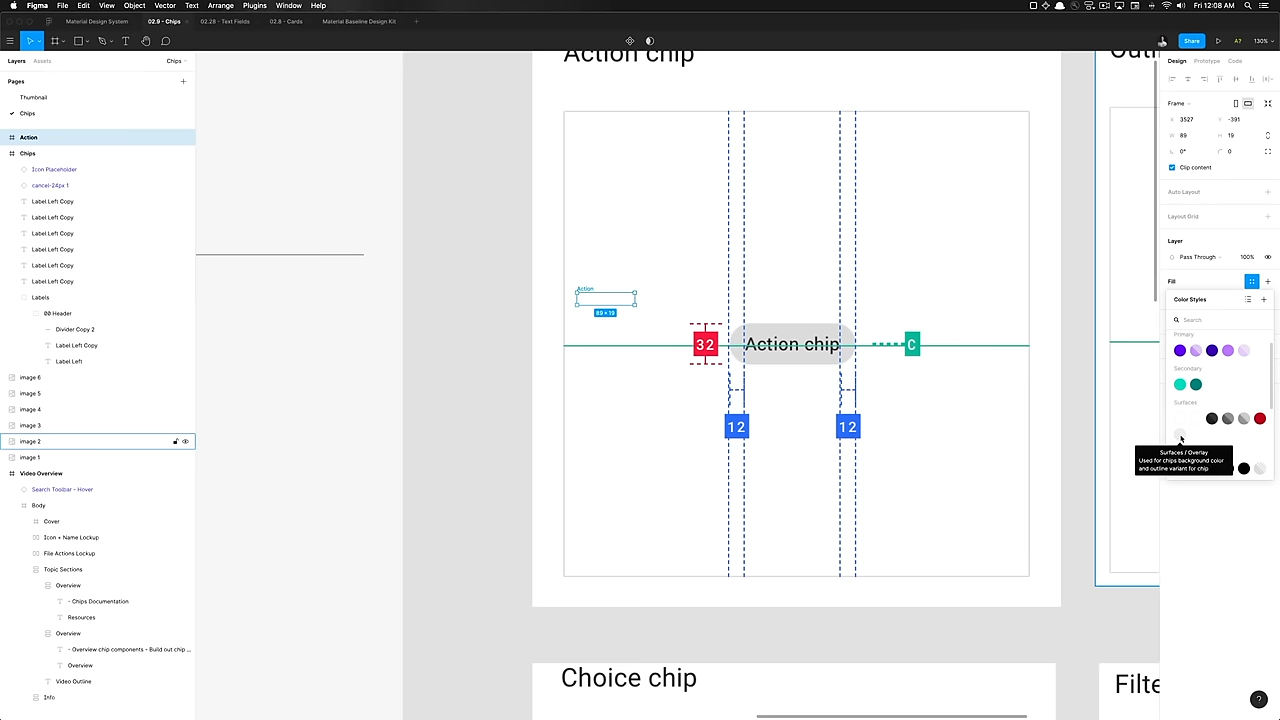 Figma File Edit View Object Vector Text Arrange Plugins Window Help
Fri 12:08 AM
Material Design System
02.9 - Chips
02.28 - Text Fields
02.8 - Cards
Material Baseline Design Kit
Share
A?
130%
Layers
Assets
Chips
Pages
Thumbnail
Chips
Action
Chips
Icon Placeholder
cancel-24px 1
Label Left Copy
Label Left Copy
Label Left Copy
Label Left Copy
Label Left Copy
Label Left Copy
Labels
00 Header
Divider Copy 2
Label Left Copy
Label Left
image 6
image 5
image 4
image 3
image 2
image 1
Video Overview
Search Toolbar - Hover
Body
Cover
Icon + Name Lockup
File Actions Lockup
Topic Sections
Overview
- Chips Documentation
Resources
Overview
- Overview chip components - Build out chip ...
Overview
Video Outline
Info
Action chip
Action
89 × 19
32
Action chip
C
12
12
Choice chip
Filte
Design
Prototype
Code
Frame
X 3527
Y -391
W 89
H 19
0°
0
Clip content
Auto Layout
Layout Grid
Layer
Pass Through
100%
Fill
Color Styles
Search
Primary
Secondary
Surfaces
Surfaces / Overlay
Used for chips background color
and outline variant for chip
?